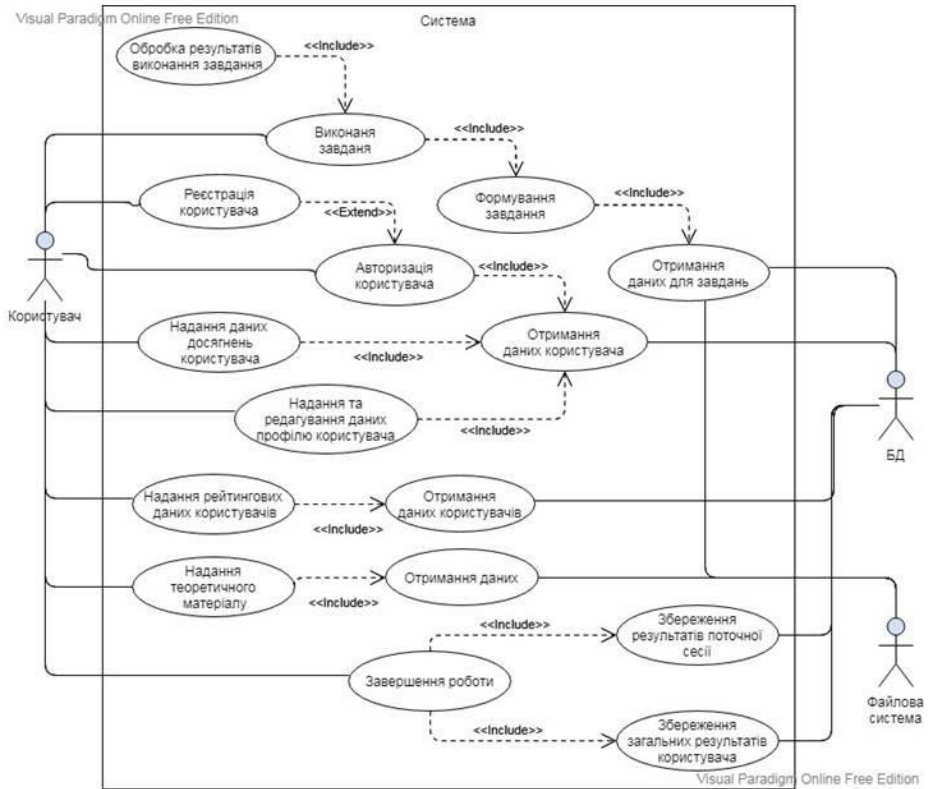 Visual Paradigm Online Free Edition
Система
Обробка результатів
виконання завдання
<<Include>>
Виконаня
завданя
<<Include>>
Формування
завдання
<<Include>>
Реєстрація
користувача
<<Extend>>
Авторизація
користувача
<<Include>>
Отримання
даних для завдань
Користувач
Надання даних
досягнень
користувача
<<Include>>
Отримання
даних користувача
Надання та
редагування даних
профілю користувача
<<Include>>
БД
Надання рейтингових
даних користувачів
<<Include>>
Отримання
даних користувачів
Надання
теоретичного
матеріалу
<<Include>>
Отримання даних
<<Include>>
Збереження
результатів поточної
сесії
Завершення роботи
Файлова
система
<<Include>>
Збереження
загальних результатів
користувача
Visual Paradigm Online Free Edition